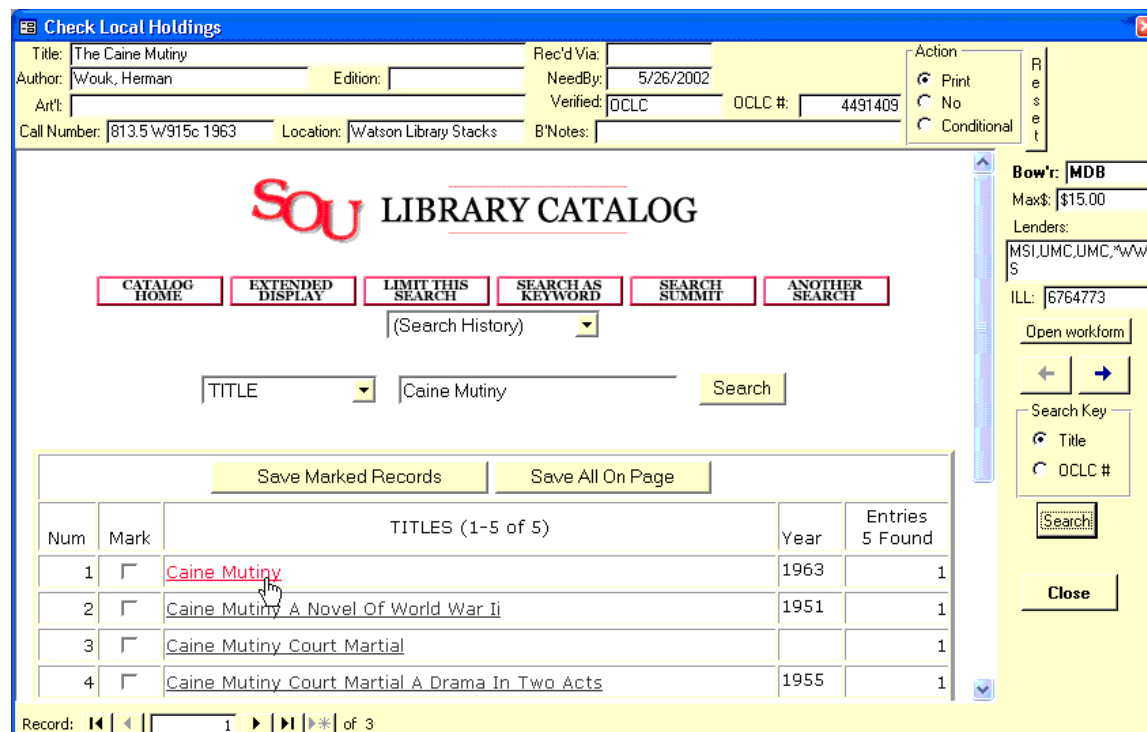 Check Local Holdings
Title: The Caine Mutiny Rec'd Via:
Author: Wouk, Herman Edition: NeedBy: 5/26/2002
Art'l: Verified: OCLC OCLC #: 4491409
Call Number: 813.5 W915c 1963 Location: Watson Library Stacks B'Notes:
Action
Print
No
Conditional
Reset
SOU LIBRARY CATALOG
CATALOG HOME EXTENDED DISPLAY LIMIT THIS SEARCH SEARCH AS KEYWORD SEARCH SUMMIT ANOTHER SEARCH
(Search History)
TITLE Caine Mutiny Search
Save Marked Records Save All On Page
Num Mark TITLES (1-5 of 5) Year Entries 5 Found
1 Caine Mutiny 1963 1
2 Caine Mutiny A Novel Of World War Ii 1951 1
3 Caine Mutiny Court Martial 1
4 Caine Mutiny Court Martial A Drama In Two Acts 1955 1
Bow'r: MDB
Max$: $15.00
Lenders:
MSI,UMC,UMC,*WW
S
ILL: 6764773
Open workform
Search Key
Title
OCLC #
Search
Close
Record: 1 of 3